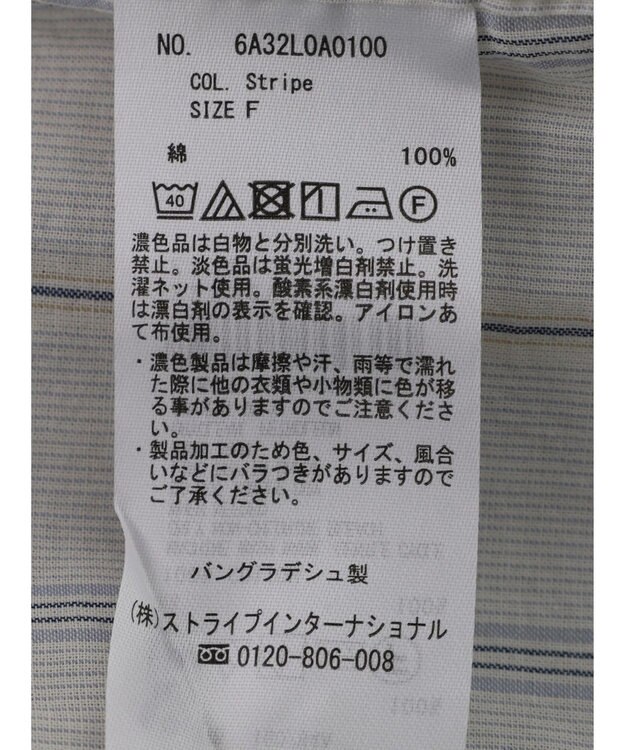 NO. 6A32L0A0100
COL. Stripe
SIZE F
綿 100%
40 F
濃色品は白物と分別洗い。つけ置き
禁止。淡色品は蛍光増白剤禁止。洗
濯ネット使用。酸素系漂白剤使用時
は漂白剤の表示を確認。アイロンあ
て布使用。
・濃色製品は摩擦や汗、雨等で濡れ
た際に他の衣類や小物類に色が移
る事がありますのでご注意くださ
い。
・製品加工のため色、サイズ、風合
いなどにバラつきがありますので
ご了承ください。
バングラデシュ製
(株)ストライプインターナショナル
0120-806-008